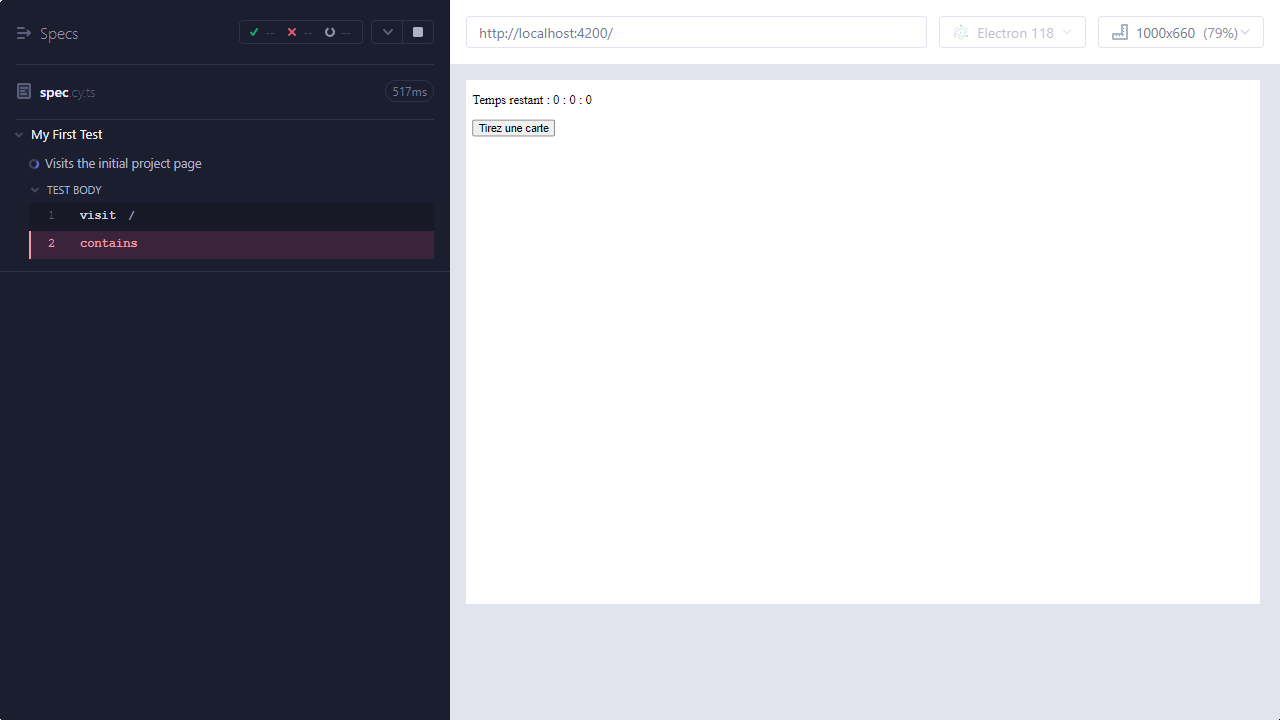 Specs
-- -- --
http://localhost:4200/
Electron 118
1000x660 (79%)
spec.cy.ts
517ms
My First Test
Visits the initial project page
TEST BODY
1 visit /
2 contains
Temps restant : 0 : 0 : 0
Tirez une carte